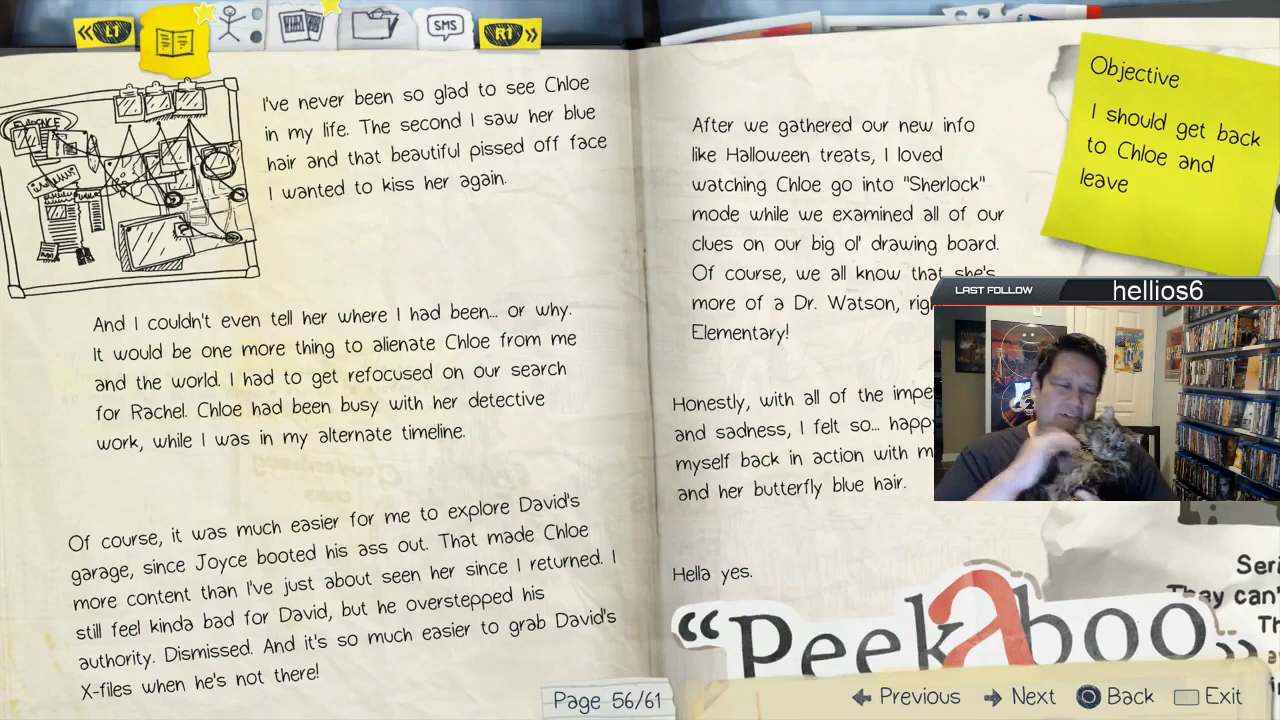 L1
SMS
R1
EVIDENCE
I've never been so glad to see Chloe
in my life. The second I saw her blue
hair and that beautiful pissed off face
I wanted to kiss her again.
And I couldn't even tell her where I had been... or why.
It would be one more thing to alienate Chloe from me
and the world. I had to get refocused on our search
for Rachel. Chloe had been busy with her detective
work, while I was in my alternate timeline.
Of course, it was much easier for me to explore David's
garage, since Joyce booted his ass out. That made Chloe
more content than I've just about seen her since I returned. I
still feel kinda bad for David, but he overstepped his
authority. Dismissed. And it's so much easier to grab David's
X-files when he's not there!
After we gathered our new info
like Halloween treats, I loved
watching Chloe go into "Sherlock"
mode while we examined all of our
clues on our big ol' drawing board.
Of course, we all know that she's
more of a Dr. Watson,
Elementary!
Honestly, with all of the
and sadness, I felt so...
myself back in action with
and her butterfly blue hair.
Hella yes.
Objective
I should get back
to Chloe and
leave
LAST FOLLOW
hellios6
"Peekaboo"
They can't
Page 56/61
Previous
Next
Back
Exit